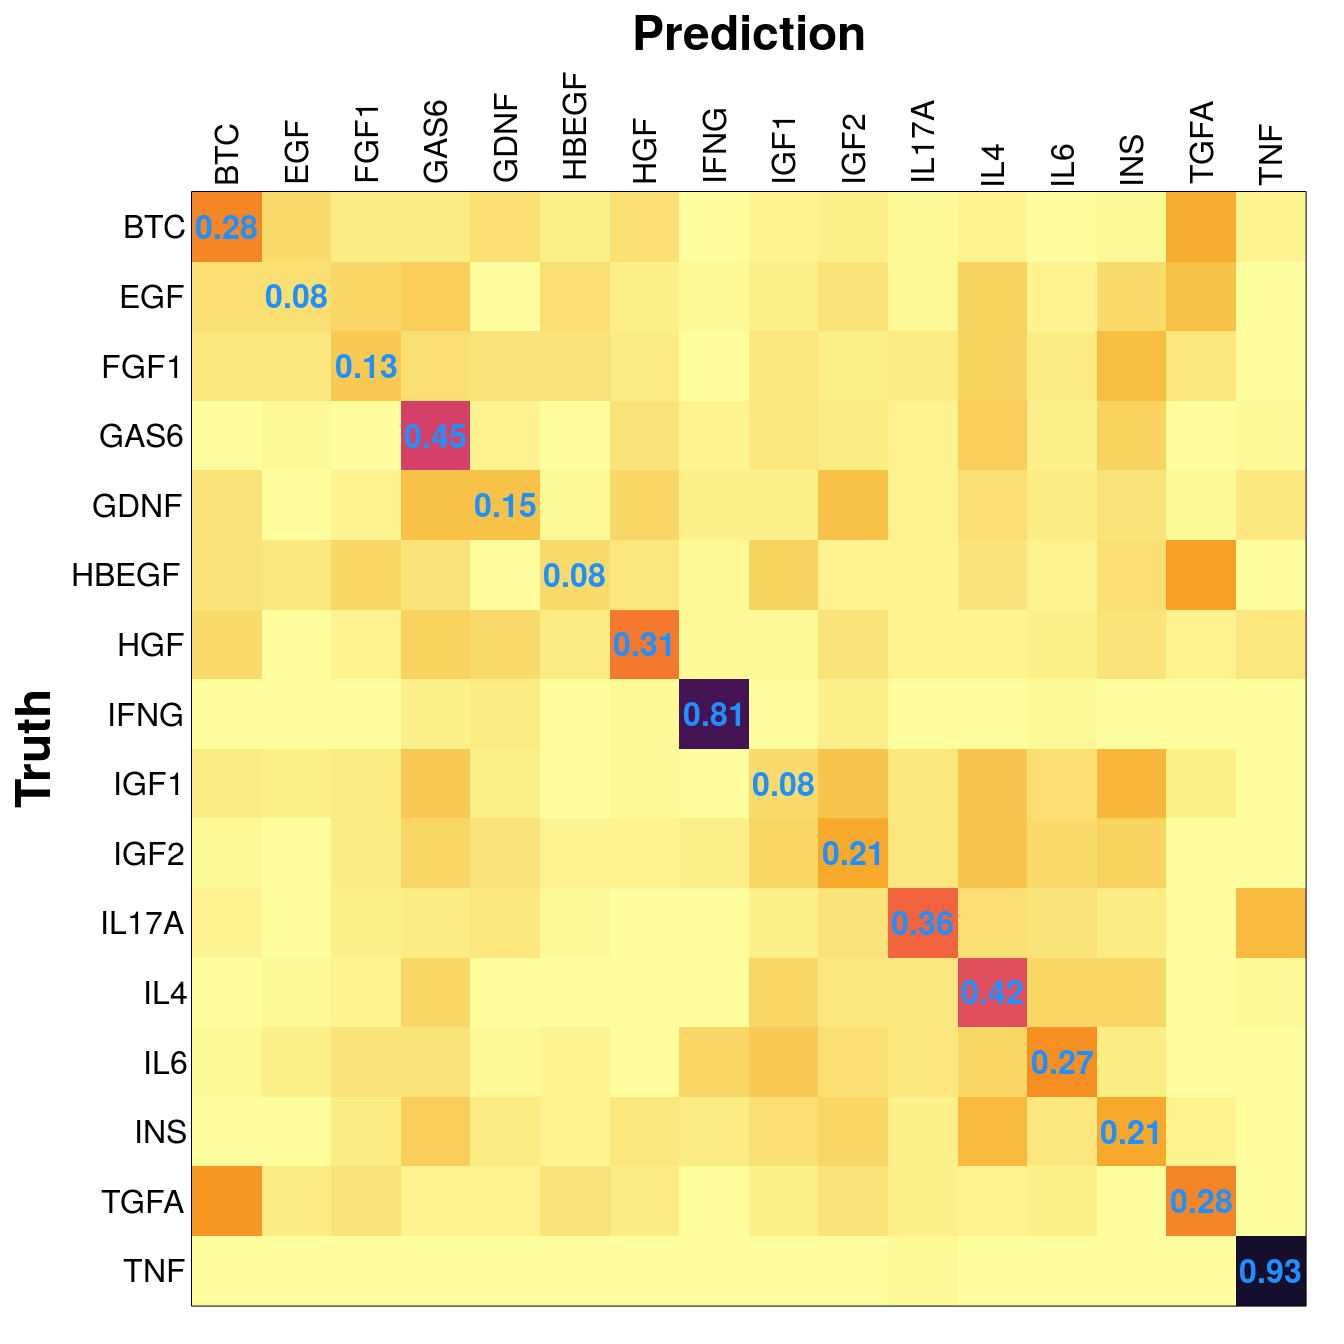 Prediction
BTC EGF FGF1 GAS6 GDNF HBEGF HGF IFNG IGF1 IGF2 IL17A IL4 IL6 INS TGFA TNF
Truth
BTC 0.28
EGF 0.08
FGF1 0.13
GAS6 0.45
GDNF 0.15
HBEGF 0.08
HGF 0.31
IFNG 0.81
IGF1 0.08
IGF2 0.21
IL17A 0.36
IL4 0.42
IL6 0.27
INS 0.21
TGFA 0.28
TNF 0.93